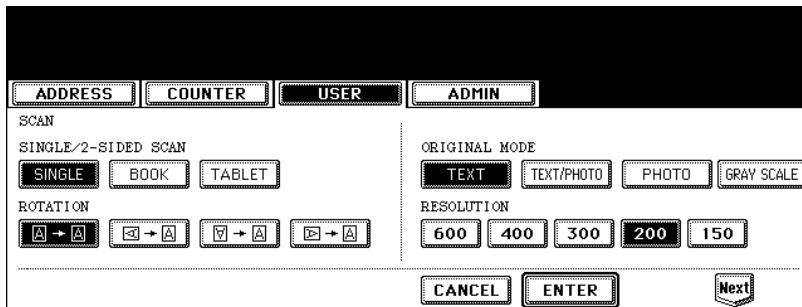 ADDRESS COUNTER USER ADMIN
SCAN
SINGLE/2-SIDED SCAN
SINGLE BOOK TABLET
ROTATION
A → A A → A A → A A → A
ORIGINAL MODE
TEXT TEXT/PHOTO PHOTO GRAY SCALE
RESOLUTION
600 400 300 200 150
CANCEL ENTER Next